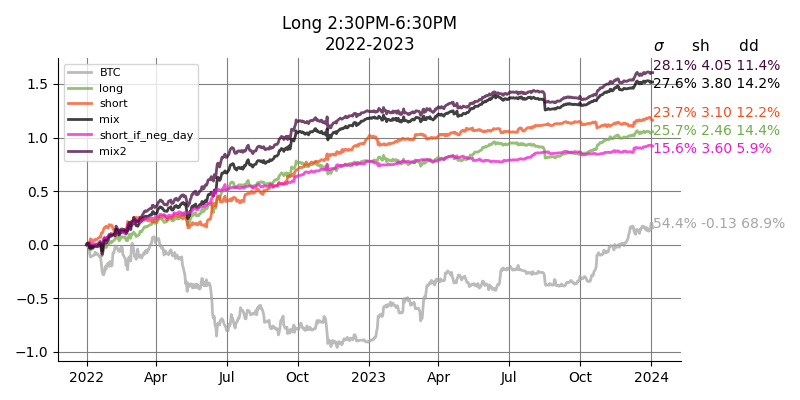 Long 2:30PM-6:30PM
2022-2023
σ sh dd
28.1% 4.05 11.4%
27.6% 3.80 14.2%
23.7% 3.10 12.2%
25.7% 2.46 14.4%
15.6% 3.60 5.9%
54.4% -0.13 68.9%
BTC
long
short
mix
short_if_neg_day
mix2
1.5
1.0
0.5
0.0
−0.5
−1.0
2022 Apr Jul Oct 2023 Apr Jul Oct 2024